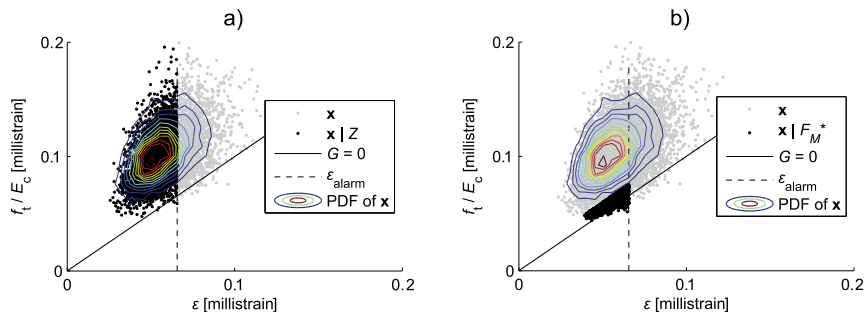 a)
0.2
0.1
0
f_t / E_c [millistrain]
x
x | Z
G = 0
ε_alarm
PDF of x
0
0.1
0.2
ε [millistrain]
b)
0.2
0.1
0
f_t / E_c [millistrain]
x
x | F_M*
G = 0
ε_alarm
PDF of x
0
0.1
0.2
ε [millistrain]